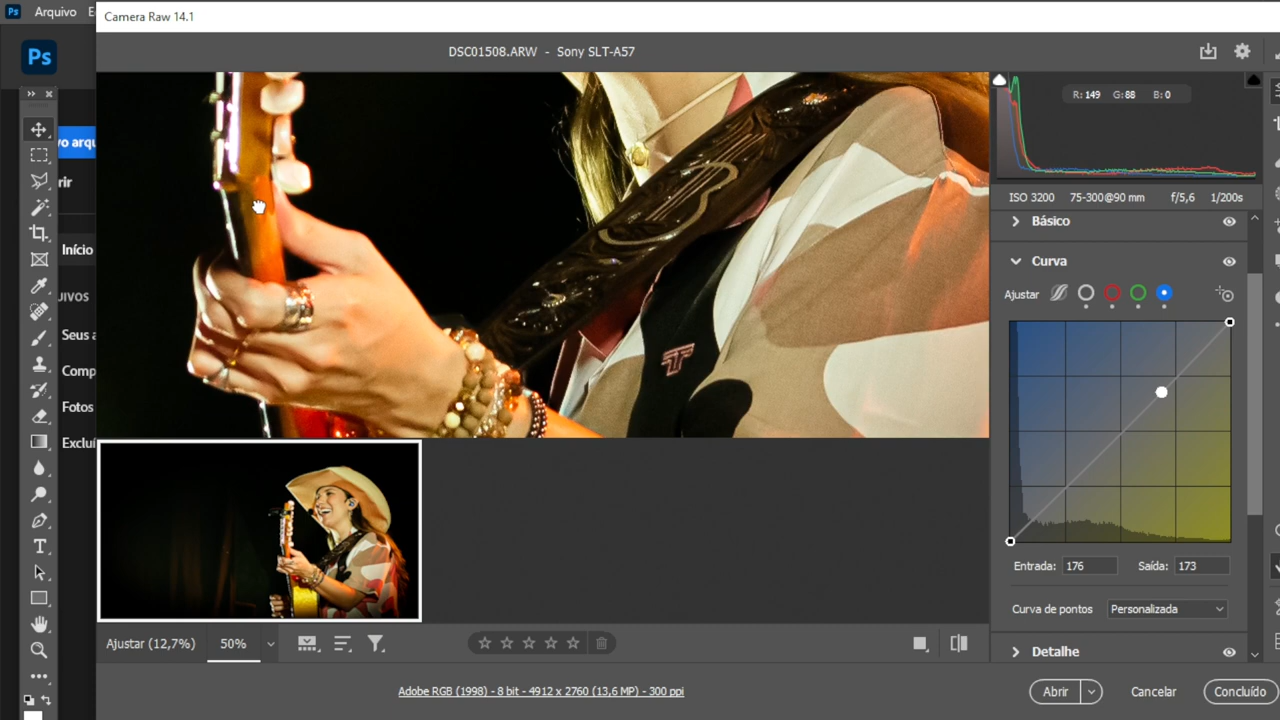 Ps Arquivo E
Camera Raw 14.1
DSC01508.ARW - Sony SLT-A57
Ps
R: 149 G: 88 B: 0
vo arqu
rir
ISO 3200 75-300@90 mm f/5,6 1/200s
Básico
Início
Curva
UIVOS
Ajustar
Seus a
Comp
Fotos
Excluí
T
Entrada: 176 Saída: 173
Curva de pontos Personalizada
Ajustar (12,7%) 50%
Detalhe
Adobe RGB (1998) - 8 bit - 4912 x 2760 (13,6 MP) - 300 ppi
Abrir Cancelar Concluído